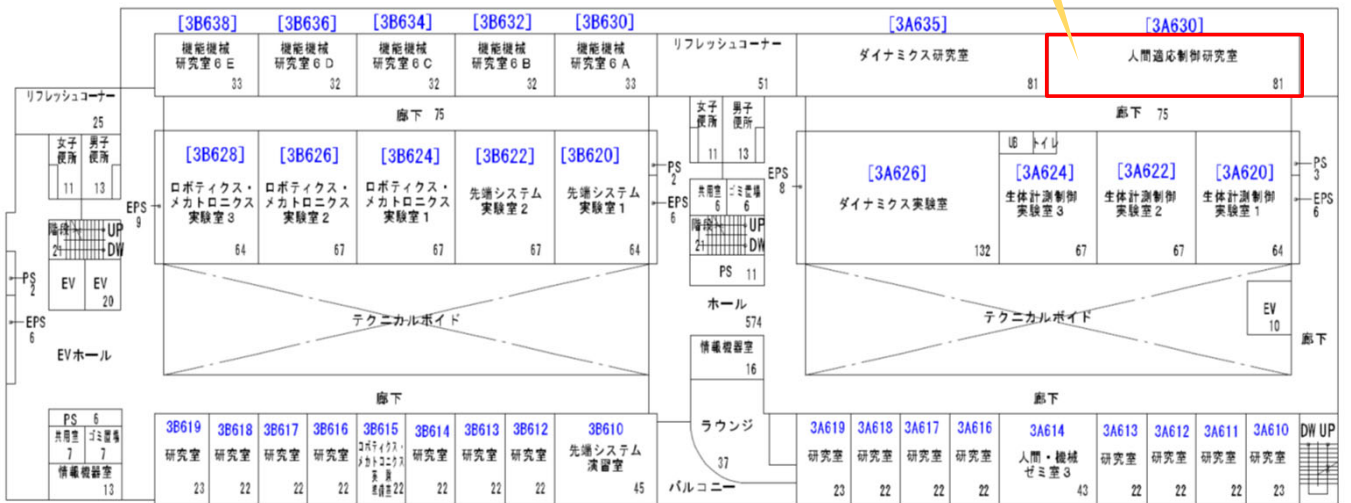 [3B638]
[3B636]
[3B634]
[3B632]
[3B630]
[3A635]
[3A630]
機能機械
研究室6E
33
機能機械
研究室6D
32
機能機械
研究室6C
32
機能機械
研究室6B
32
機能機械
研究室6A
33
リフレッシュコーナー
51
ダイナミクス研究室
81
人間適応制御研究室
81
リフレッシュコーナー
25
廊下 75
廊下 75
女子
便所
11
男子
便所
13
女子
便所
11
男子
便所
13
[3B628]
ロボティクス・
メカトロニクス
実験室3
64
[3B626]
ロボティクス・
メカトロニクス
実験室2
67
[3B624]
ロボティクス・
メカトロニクス
実験室1
67
[3B622]
先端システム
実験室2
67
[3B620]
先端システム
実験室1
64
PS
2
EPS
6
EPS
9
共用室
6
ゴミ置場
6
階段
21
UP
DW
PS 11
EPS
8
[3A626]
ダイナミクス実験室
132
UB
トイレ
[3A624]
生体計測制御
実験室3
67
[3A622]
生体計測制御
実験室2
67
[3A620]
生体計測制御
実験室1
64
PS
3
EPS
6
階段
21
UP
DW
EV
EV
20
PS
2
EPS
6
EVホール
テクニカルボイド
ホール
574
テクニカルボイド
EV
10
廊下
情報機器室
16
廊下
廊下
PS 6
共用室
7
ゴミ置場
7
情報機器室
13
3B619
研究室
23
3B618
研究室
22
3B617
研究室
22
3B616
研究室
22
3B615
ロボティクス・
メカトロニクス
実験
準備室22
3B614
研究室
22
3B613
研究室
22
3B612
研究室
22
3B610
先端システム
演習室
45
ラウンジ
37
バルコニー
3A619
研究室
23
3A618
研究室
22
3A617
研究室
22
3A616
研究室
22
3A614
人間・機械
ゼミ室3
43
3A613
研究室
22
3A612
研究室
22
3A611
研究室
22
3A610
研究室
23
DW UP